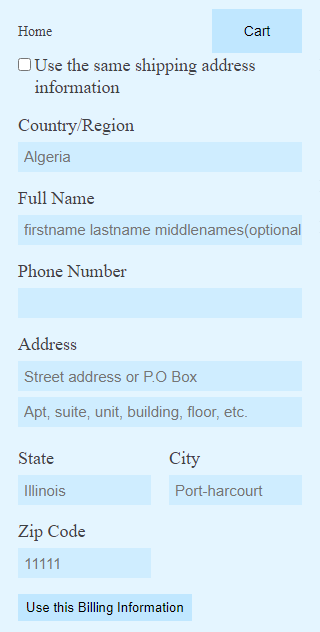 Home
Cart
Use the same shipping address
information
Country/Region
Algeria
Full Name
firstname lastname middlenames(optional
Phone Number
Address
Street address or P.O Box
Apt, suite, unit, building, floor, etc.
State
City
Illinois
Port-harcourt
Zip Code
11111
Use this Billing Information